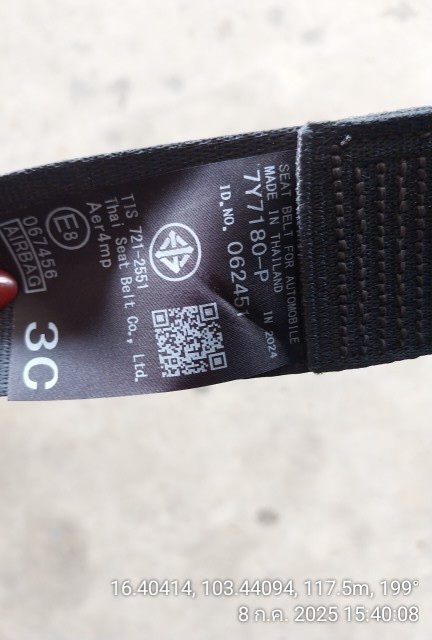 SEAT BELT FOR AUTOMOBILE
MADE IN THAILAND IN 2024
7Y7180-P
ID.NO. 06245
TIS 721-2551
Thai Seat Belt Co., Ltd.
Aer4mp
E8
067456
AIRBAG
3C
16.40414, 103.44094, 117.5m, 199°
8 ก.ค. 2025 15:40:08